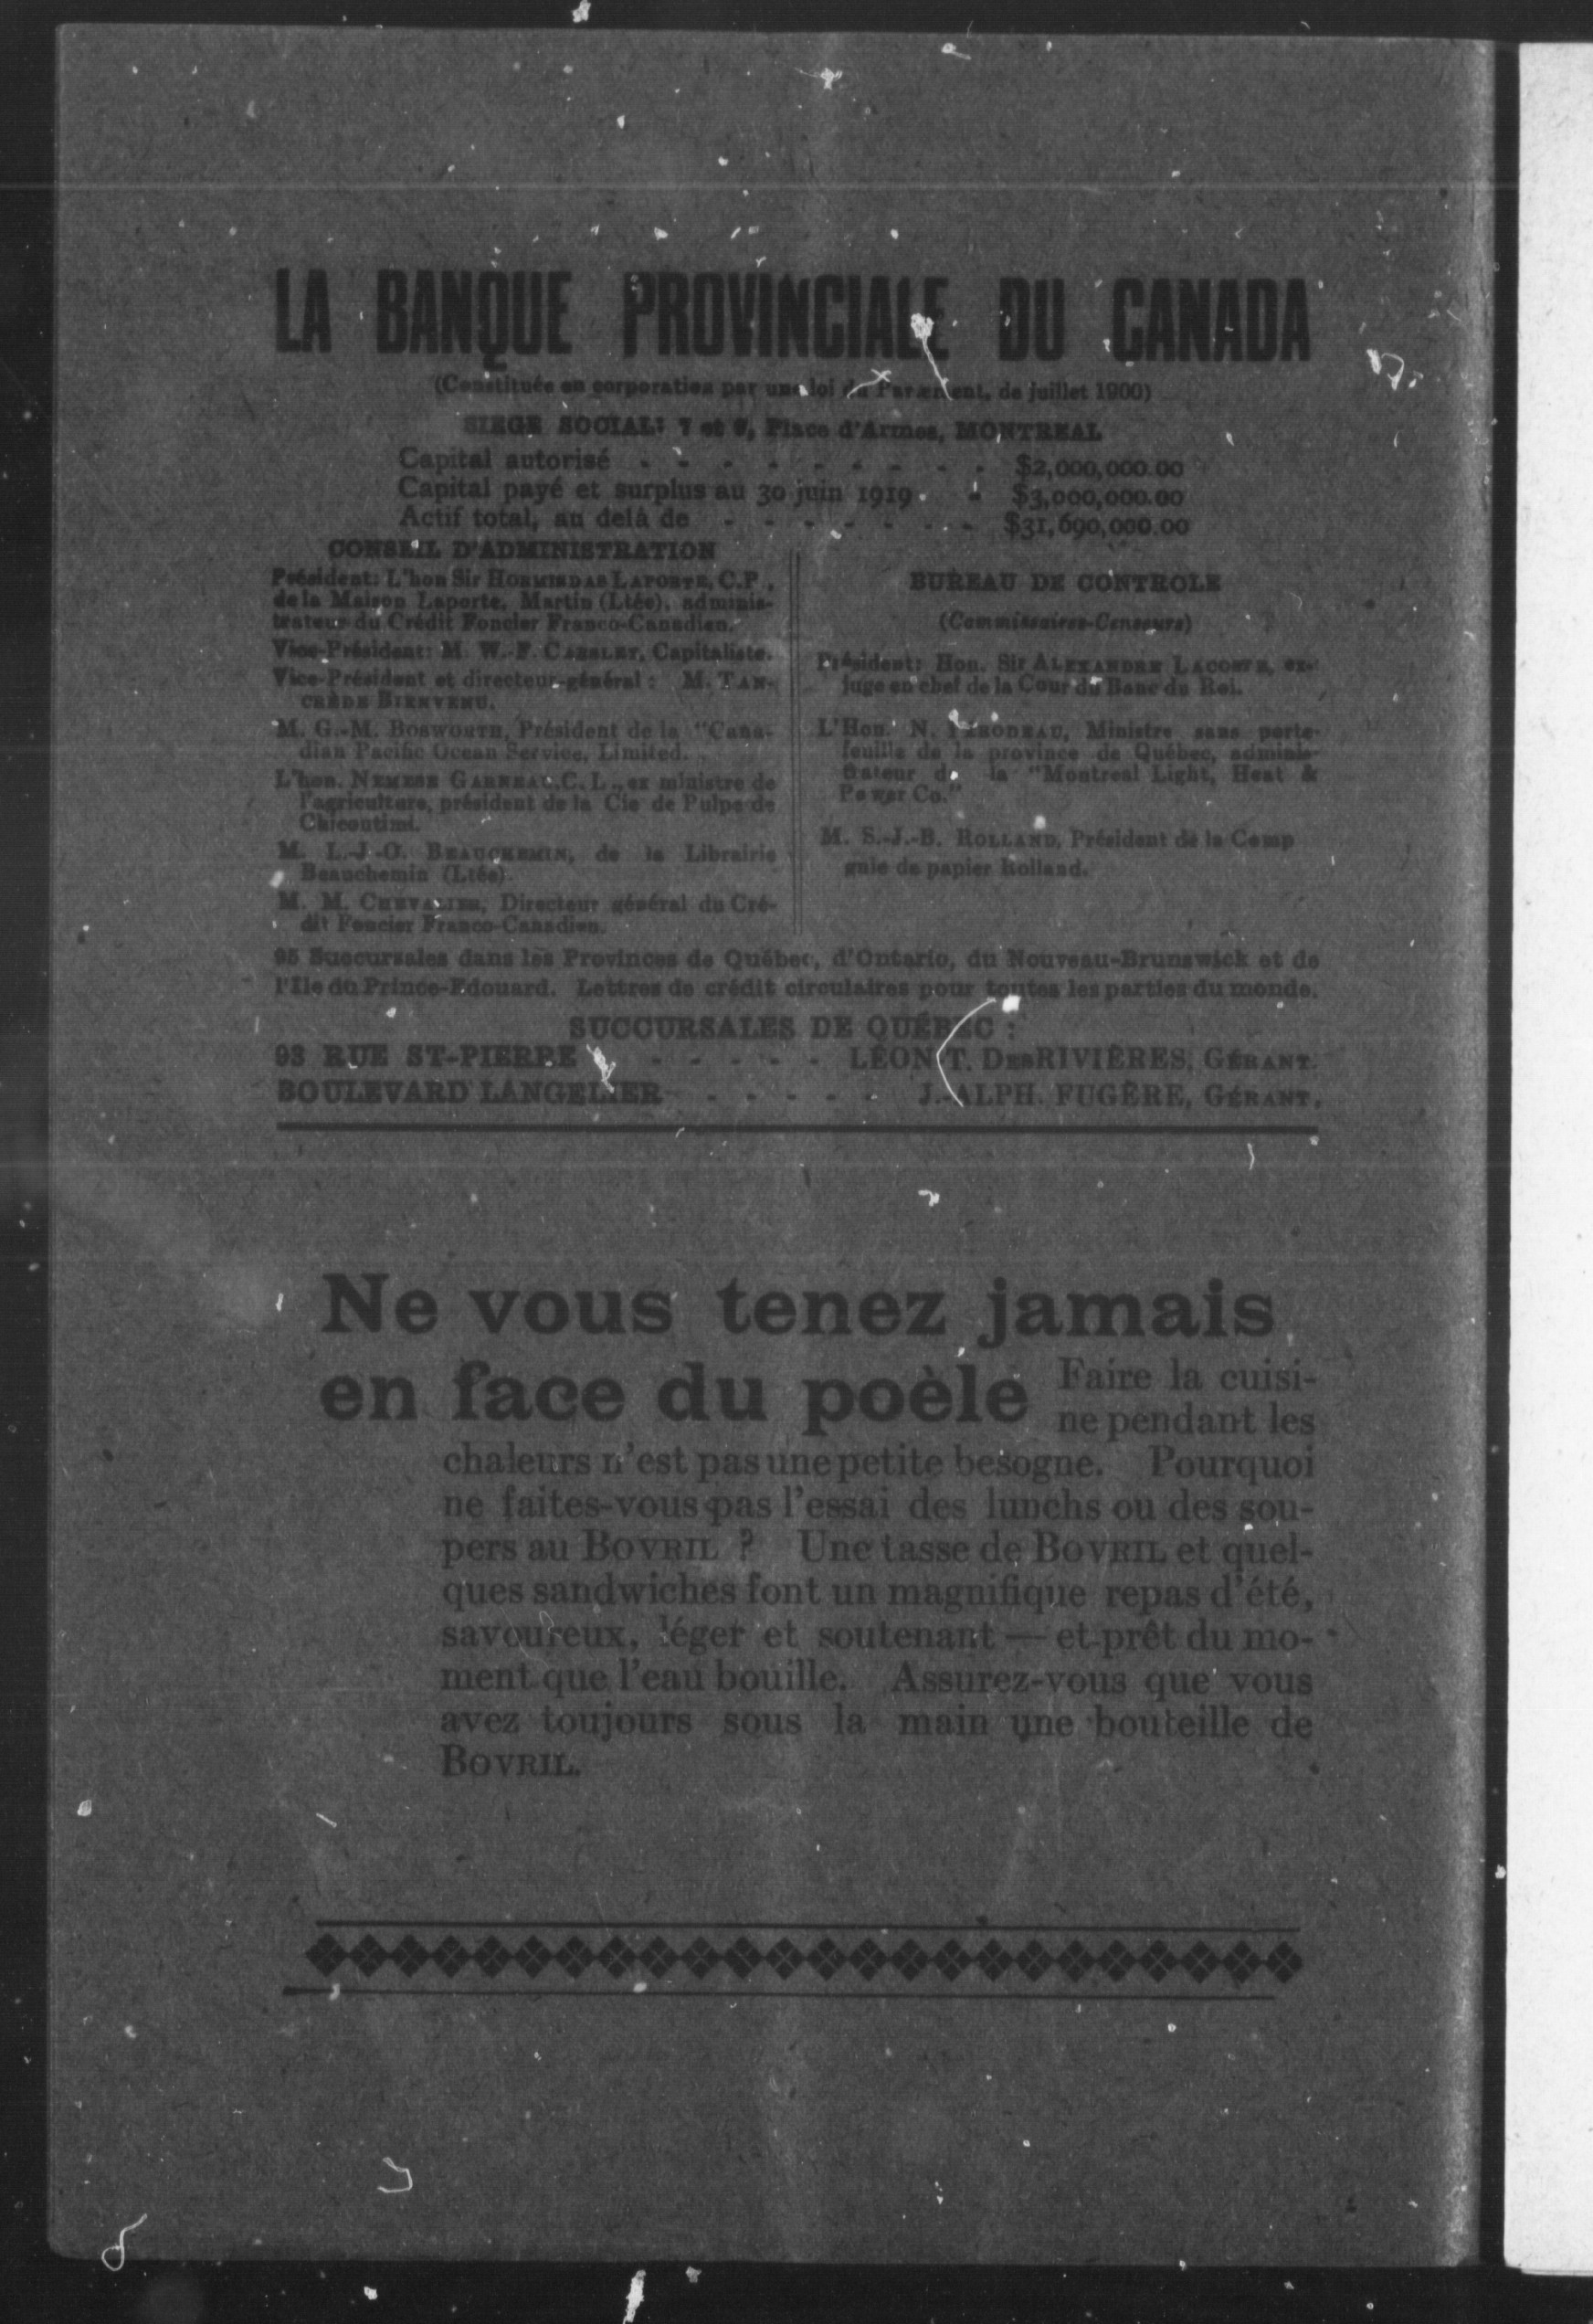 LA BANQUE PROVINCIALE DU CANADA
(Constituée en corporation par une loi du Parlement, de juillet 1900)
SIEGE SOCIAL: 7 et 9, Place d'Armes, MONTREAL
Capital autorisé - - - - - - - - - $2,000,000.00
Capital payé et surplus au 30 juin 1919 - - $3,000,000.00
Actif total, au delà de - - - - - - - $31,690,000.00
CONSEIL D'ADMINISTRATION
Président: L'hon Sir HORMISDAS LAPORTE, C.P.,
de la Maison Laporte, Martin (Ltée), adminis-
trateur du Crédit Foncier Franco-Canadien.
Vice-Président: M. W.-F. CARSLEY, Capitaliste.
Vice-Président et directeur-général: M. TAN-
CRÈDE BIENVENU.
M. G.-M. BOSWORTH, Président de la "Cana-
dian Pacific Ocean Service, Limited.
L'hon. NEMESE GARNEAU, C. L., ex ministre de
l'agriculture, président de la Cie de Pulpe de
Chicoutimi.
M. L.-J.-O. BEAUCHEMIN, de la Librairie
Beauchemin (Ltée).
M. M. CHEVALIER, Directeur général du Cré-
dit Foncier Franco-Canadien.
BUREAU DE CONTROLE
(Commissaires-Censeurs)
Président: Hon. Sir ALEXANDRE LACOSTE, ex-
juge en chef de la Cour du Banc du Roi.
L'Hon. N. PÉRODEAU, Ministre sans porte-
feuille de la province de Québec, adminis-
trateur de la "Montreal Light, Heat &
Power Co."
M. S.-J.-B. ROLLAND, Président de la Comp
gnie de papier Rolland.
95 Succursales dans les Provinces de Québec, d'Ontario, du Nouveau-Brunswick et de
l'Ile du Prince-Edouard. Lettres de crédit circulaires pour toutes les parties du monde.
SUCCURSALES DE QUÉBEC :
93 RUE ST-PIERRE - - - - - LÉON T. DESRIVIÈRES, GÉRANT.
BOULEVARD LANGELIER - - - - - J.-ALPH. FUGÈRE, GÉRANT.
Ne vous tenez jamais
en face du poèle
Faire la cuisi-
ne pendant les
chaleurs n'est pas une petite besogne. Pourquoi
ne faites-vous pas l'essai des lunchs ou des sou-
pers au BOVRIL ? Une tasse de BOVRIL et quel-
ques sandwiches font un magnifique repas d'été,
savoureux, léger et soutenant — et prêt du mo-
ment que l'eau bouille. Assurez-vous que vous
avez toujours sous la main une bouteille de
BOVRIL.